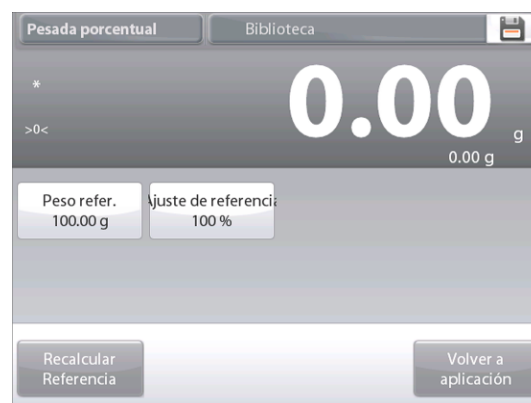 Pesada porcentual
Biblioteca
*
>0<
0.00 g
0.00 g
Peso refer.
100.00 g
Ajuste de referencia
100 %
Recalcular
Referencia
Volver a
aplicación